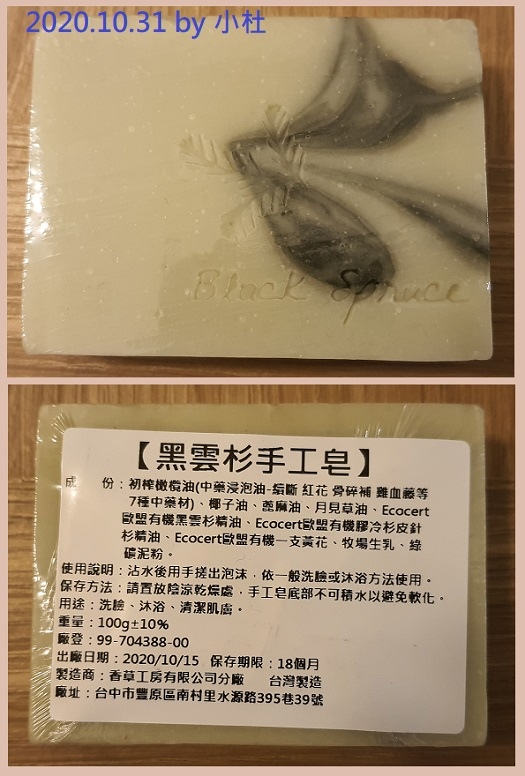 2020.10.31 by 小杜
Black Spruce
【黑雲杉手工皂】
成　份：初榨橄欖油(中藥浸泡油-續斷 紅花 骨碎補 雞血藤等
7種中藥材)、椰子油、蓖麻油、月見草油、Ecocert
歐盟有機黑雲杉精油、Ecocert歐盟有機膠冷杉皮針
杉精油、Ecocert歐盟有機一支黃花、牧場生乳、綠
礦泥粉。
使用說明：沾水後用手搓出泡沫，依一般洗臉或沐浴方法使用。
保存方法：請置放陰涼乾燥處，手工皂底部不可積水以避免軟化。
用途：洗臉、沐浴、清潔肌膚。
重量：100g±10%
廠登：99-704388-00
出廠日期：2020/10/15 保存期限：18個月
製造商：香草工房有限公司分廠　台灣製造
廠址：台中市豐原區南村里水源路395巷39號